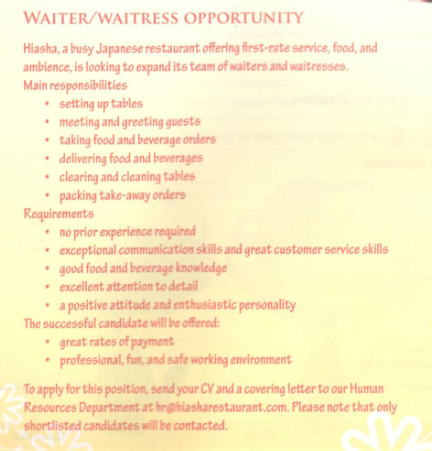 WAITER/WAITRESS OPPORTUNITY
Hiasha, a busy Japanese restaurant offering first-rate service, food, and
ambience, is looking to expand its team of waiters and waitresses.
Main responsibilities
• setting up tables
• meeting and greeting guests
• taking food and beverage orders
• delivering food and beverages
• clearing and cleaning tables
• packing take-away orders
Requirements
• no prior experience required
• exceptional communication skills and great customer service skills
• good food and beverage knowledge
• excellent attention to detail
• a positive attitude and enthusiastic personality
The successful candidate will be offered:
• great rates of payment
• professional, fun, and safe working environment
To apply for this position, send your CV and a covering letter to our Human
Resources Department at hr@hiasharestaurant.com. Please note that only
shortlisted candidates will be contacted.